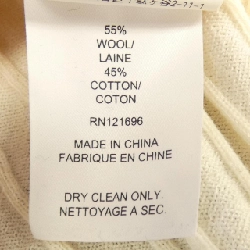 55%
WOOL/
LAINE
45%
COTTON/
COTON
RN121696
MADE IN CHINA
FABRIQUE EN CHINE
DRY CLEAN ONLY
NETTOYAGE A SEC.